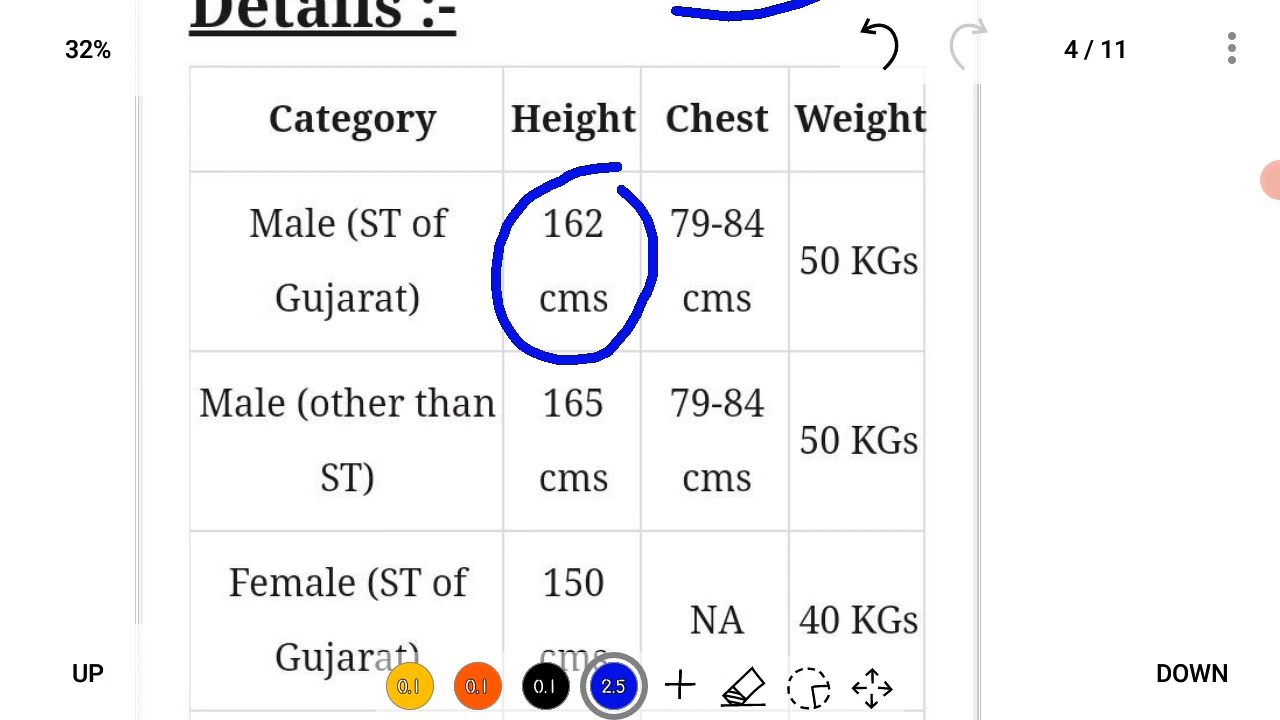 Details :-
32%
4 / 11
Category Height Chest Weight
Male (ST of Gujarat) 162 cms 79-84 cms 50 KGs
Male (other than ST) 165 cms 79-84 cms 50 KGs
Female (ST of Gujarat) 150 cms NA 40 KGs
UP
0.1 0.1 0.1 2.5
DOWN